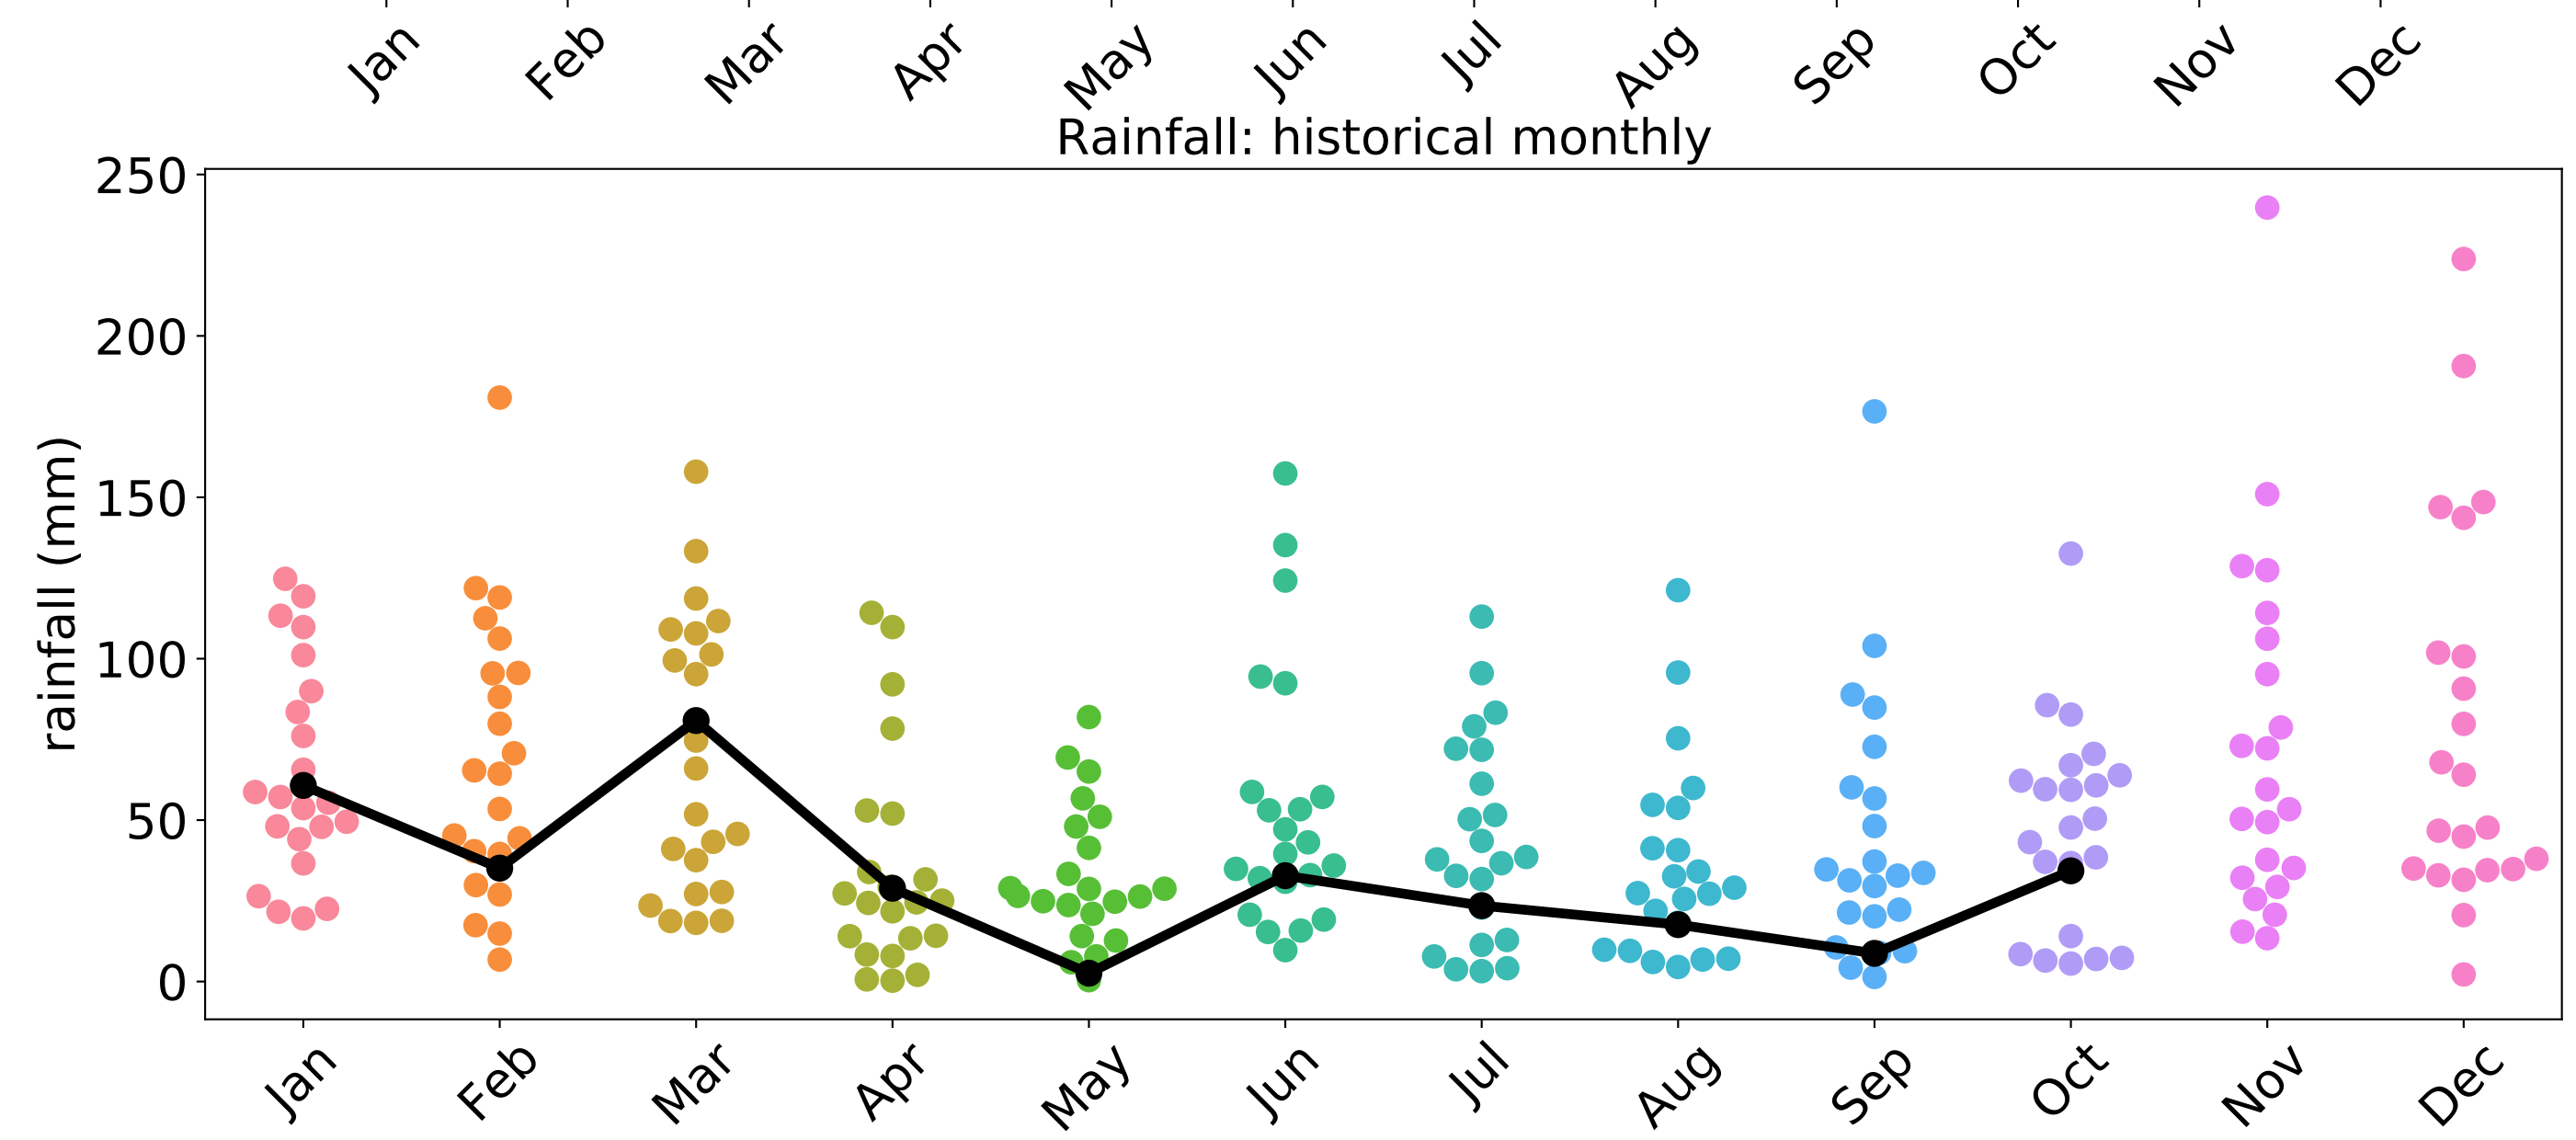 Jan Feb Mar Apr May Jun Jul Aug Sep Oct Nov Dec
Rainfall: historical monthly
rainfall (mm)
250
200
150
100
50
0
Jan Feb Mar Apr May Jun Jul Aug Sep Oct Nov Dec